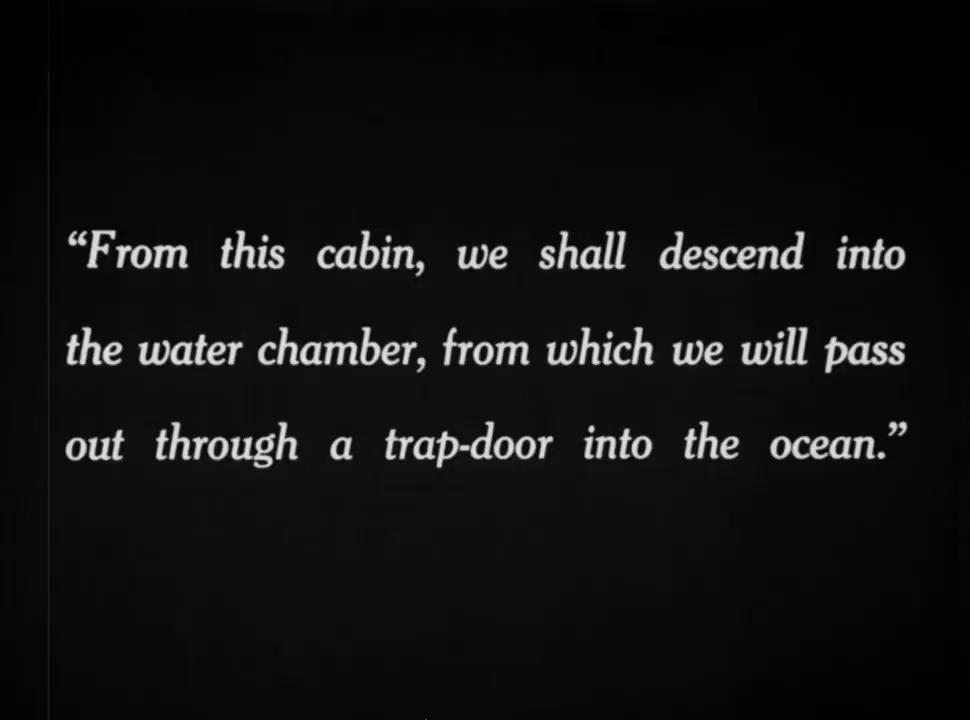 “From this cabin, we shall descend into
the water chamber, from which we will pass
out through a trap-door into the ocean.”